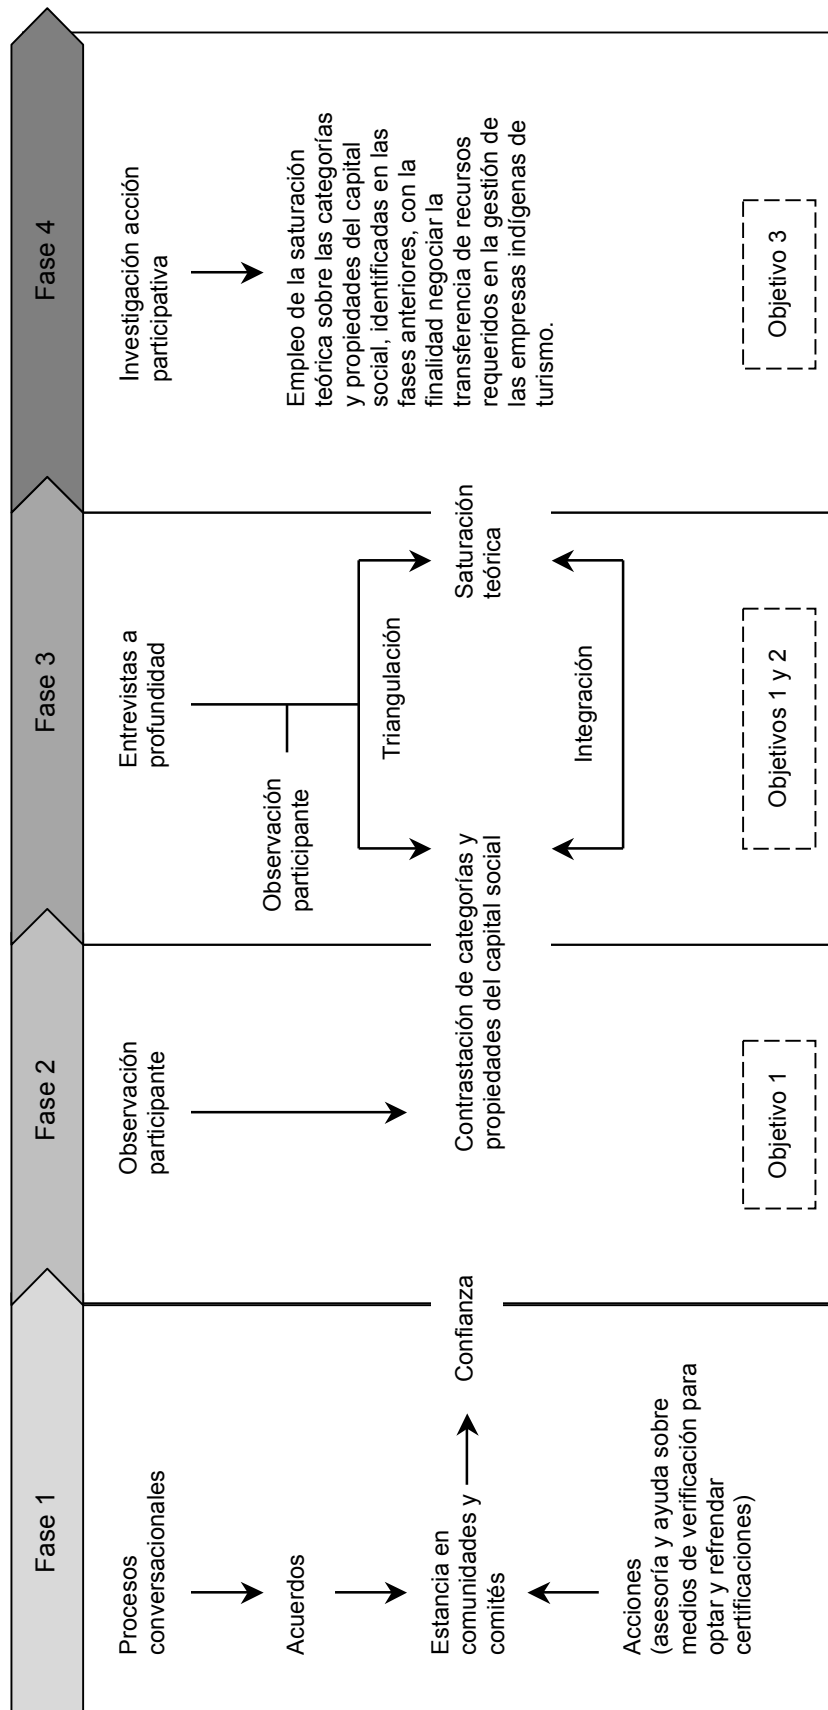 Fase 1
Procesos
conversacionales
Acuerdos
Estancia en
comunidades y
comités
Confianza
Acciones
(asesoría y ayuda sobre
medios de verificación para
optar y refrendar
certificaciones)
Fase 2
Observación
participante
Contrastación de categorías y
propiedades del capital social
Objetivo 1
Fase 3
Entrevistas a
profundidad
Observación
participante
Triangulación
Saturación
teórica
Integración
Objetivos 1 y 2
Fase 4
Investigación acción
participativa
Empleo de la saturación
teórica sobre las categorías
y propiedades del capital
social, identificadas en las
fases anteriores, con la
finalidad negociar la
transferencia de recursos
requeridos en la gestión de
las empresas indígenas de
turismo.
Objetivo 3